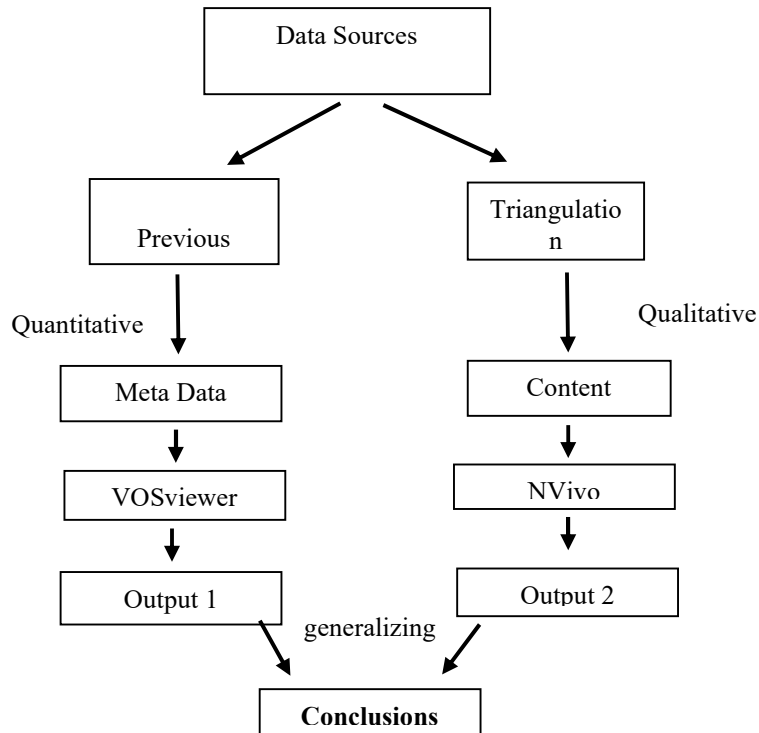 Data Sources
Previous
Triangulatio
n
Quantitative
Qualitative
Meta Data
Content
VOSviewer
NVivo
Output 1
Output 2
generalizing
Conclusions